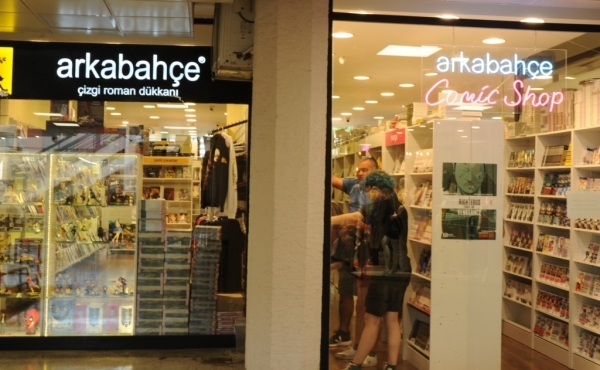 arkabahçe®
çizgi roman dükkanı
arkabahçe
Comic Shop